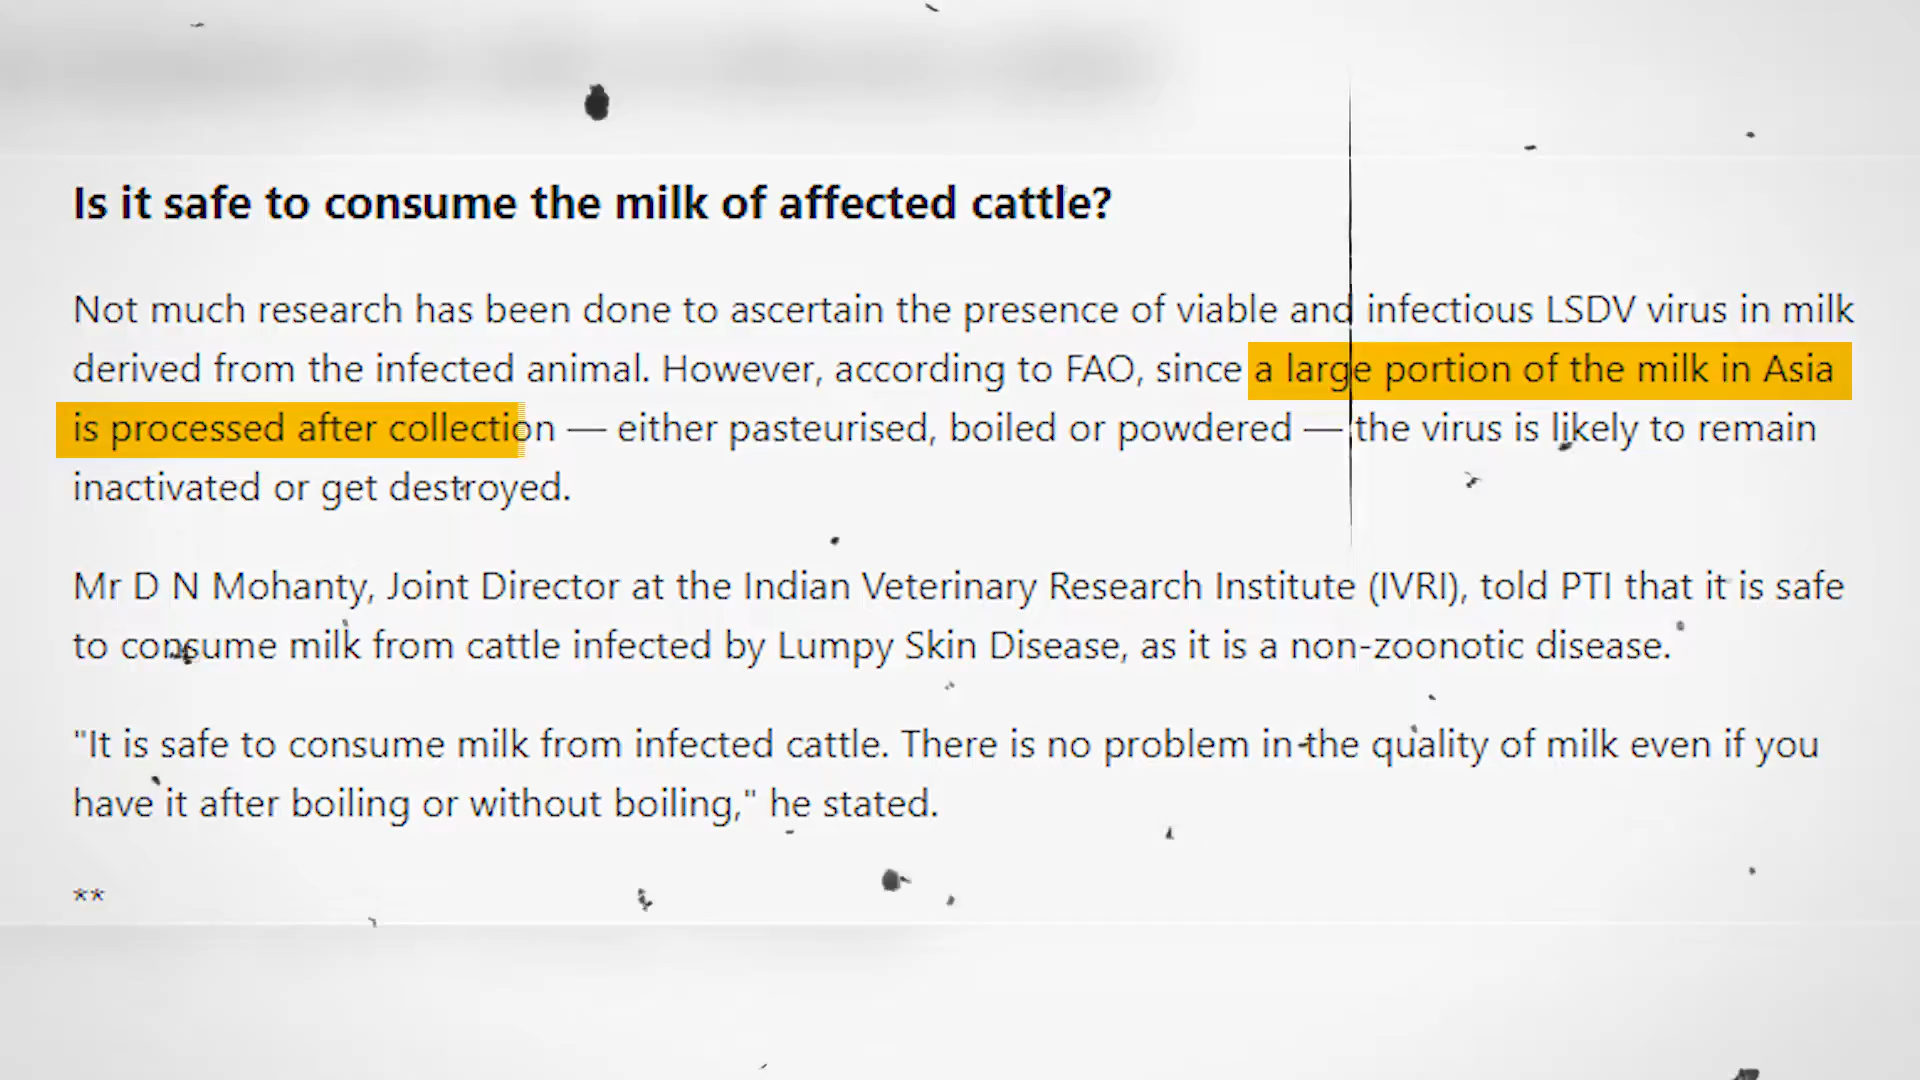 Is it safe to consume the milk of affected cattle?
Not much research has been done to ascertain the presence of viable and infectious LSDV virus in milk
derived from the infected animal. However, according to FAO, since a large portion of the milk in Asia
is processed after collection — either pasteurised, boiled or powdered — the virus is likely to remain
inactivated or get destroyed.
Mr D N Mohanty, Joint Director at the Indian Veterinary Research Institute (IVRI), told PTI that it is safe
to consume milk from cattle infected by Lumpy Skin Disease, as it is a non-zoonotic disease.
"It is safe to consume milk from infected cattle. There is no problem in the quality of milk even if you
have it after boiling or without boiling," he stated.
**